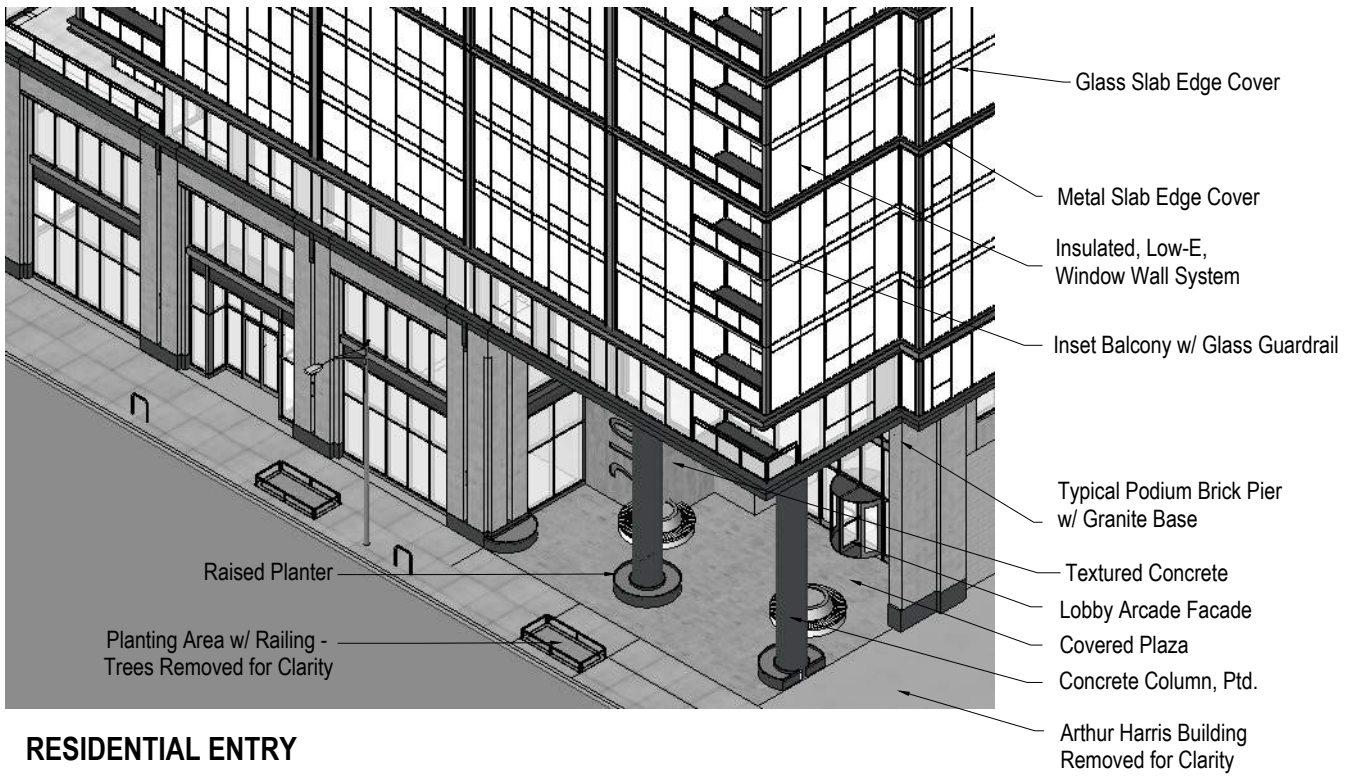 Glass Slab Edge Cover
Metal Slab Edge Cover
Insulated, Low-E,
Window Wall System
Inset Balcony w/ Glass Guardrail
Typical Podium Brick Pier
w/ Granite Base
Textured Concrete
Lobby Arcade Facade
Covered Plaza
Concrete Column, Ptd.
Arthur Harris Building
Removed for Clarity
Raised Planter
Planting Area w/ Railing -
Trees Removed for Clarity
RESIDENTIAL ENTRY